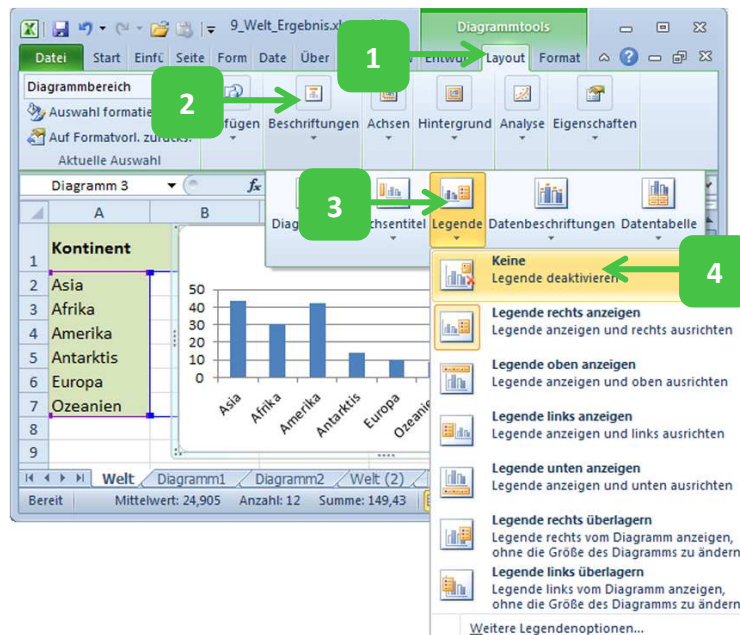 9_Welt_Ergebnis.xl
Diagrammtools
Datei Start Einfü Seite Form Date Über Entwurf Layout Format
1
Diagrammbereich
2
Auswahl formatie
Auf Formatvorl. zurücks.
Aktuelle Auswahl
fügen Beschriftungen Achsen Hintergrund Analyse Eigenschaften
Diagramm 3 fx
3
Diag chsentitel Legende Datenbeschriftungen Datentabelle
A B
1 Kontinent
2 Asia
3 Afrika
4 Amerika
5 Antarktis
6 Europa
7 Ozeanien
8
9
50
40
30
20
10
0
Asia Afrika Amerika Antarktis Europa Ozeanie
4
Keine
Legende deaktivieren
Legende rechts anzeigen
Legende anzeigen und rechts ausrichten
Legende oben anzeigen
Legende anzeigen und oben ausrichten
Legende links anzeigen
Legende anzeigen und links ausrichten
Legende unten anzeigen
Legende anzeigen und unten ausrichten
Legende rechts überlagern
Legende rechts vom Diagramm anzeigen,
ohne die Größe des Diagramms zu ändern
Legende links überlagern
Legende links vom Diagramm anzeigen,
ohne die Größe des Diagramms zu ändern
Weitere Legendenoptionen...
Welt Diagramm1 Diagramm2 Welt (2)
Bereit Mittelwert: 24,905 Anzahl: 12 Summe: 149,43